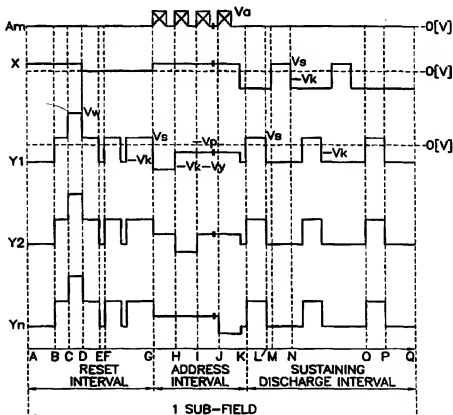 Am
Va
-0[V]
X
Vs
-0[V]
-Vk
Vw
Vs
-Vp
Vs
-0[V]
Y1
-Vk
-Vk-Vy
-Vk
Y2
Yn
A B C D EF G H I J K L' M N O P Q
RESET INTERVAL
ADDRESS INTERVAL
SUSTAINING DISCHARGE INTERVAL
1 SUB-FIELD